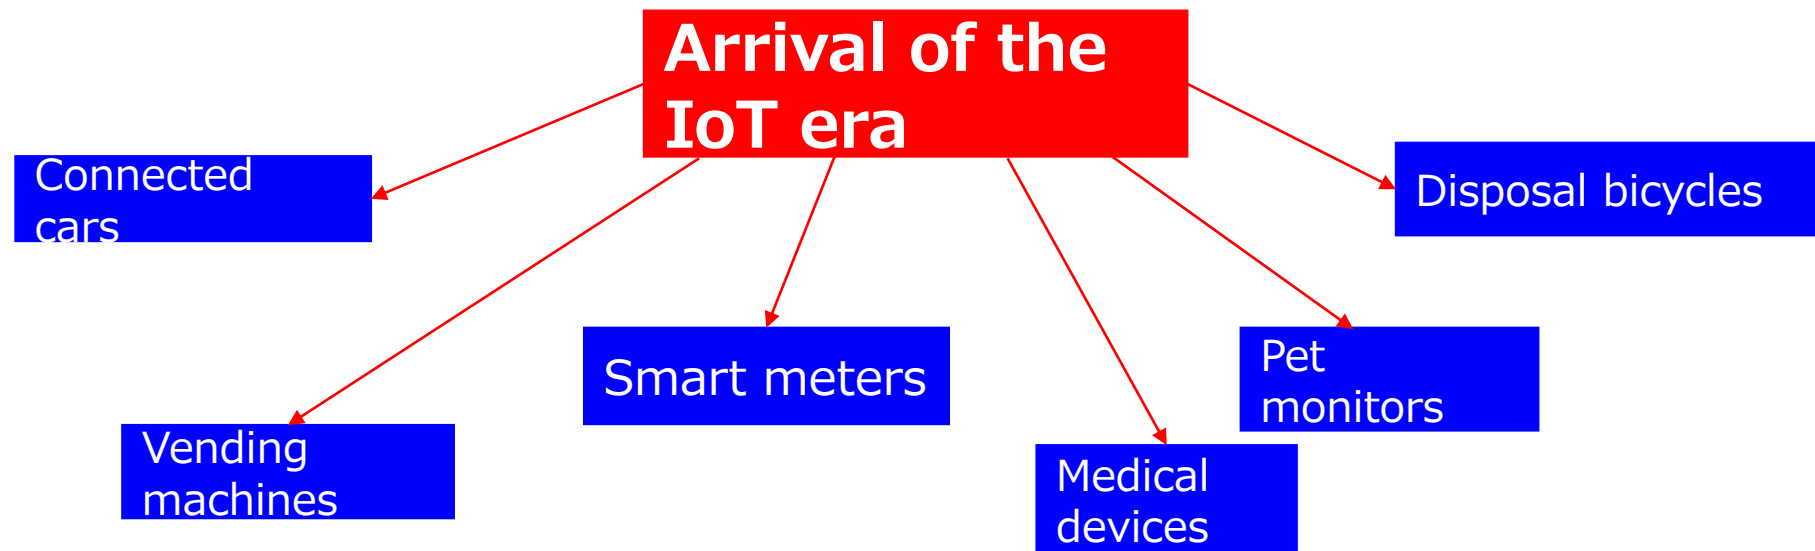 Arrival of the
IoT era
Connected
cars
Disposal bicycles
Smart meters
Pet
monitors
Vending
machines
Medical
devices